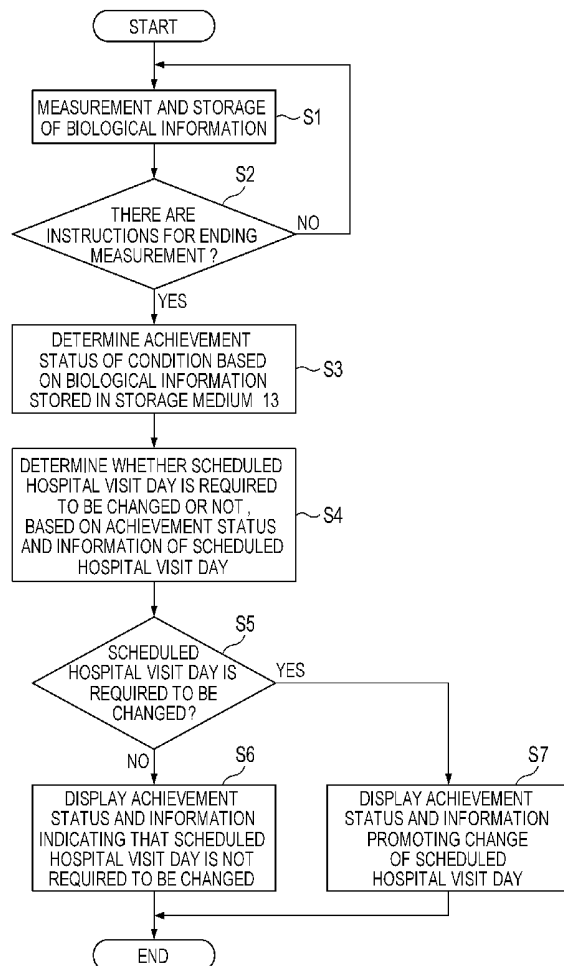 START
MEASUREMENT AND STORAGE
OF BIOLOGICAL INFORMATION
S1
S2
THERE ARE
INSTRUCTIONS FOR ENDING
MEASUREMENT ?
NO
YES
DETERMINE ACHIEVEMENT
STATUS OF CONDITION BASED
ON BIOLOGICAL INFORMATION
STORED IN STORAGE MEDIUM 13
S3
DETERMINE WHETHER SCHEDULED
HOSPITAL VISIT DAY IS REQUIRED
TO BE CHANGED OR NOT ,
BASED ON ACHIEVEMENT STATUS
AND INFORMATION OF SCHEDULED
HOSPITAL VISIT DAY
S4
S5
SCHEDULED
HOSPITAL VISIT DAY IS
REQUIRED TO BE
CHANGED ?
YES
NO
S6
DISPLAY ACHIEVEMENT
STATUS AND INFORMATION
INDICATING THAT SCHEDULED
HOSPITAL VISIT DAY IS NOT
REQUIRED TO BE CHANGED
S7
DISPLAY ACHIEVEMENT
STATUS AND INFORMATION
PROMOTING CHANGE
OF SCHEDULED
HOSPITAL VISIT DAY
END